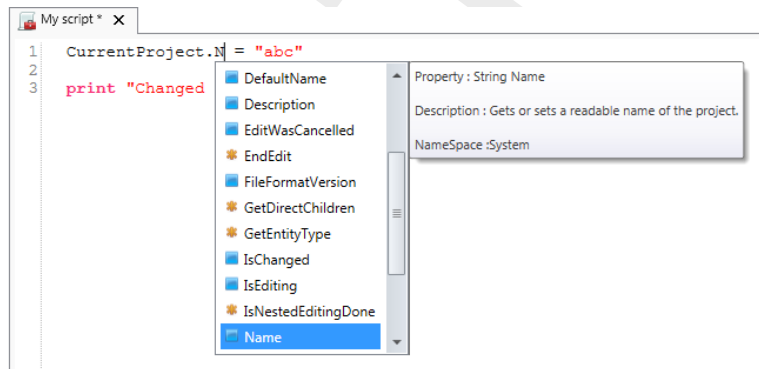 My script * X
1 CurrentProject.N = "abc"
2
3 print "Changed
DefaultName
Description
EditWasCancelled
EndEdit
FileFormatVersion
GetDirectChildren
GetEntityType
IsChanged
IsEditing
IsNestedEditingDone
Name
Property : String Name
Description : Gets or sets a readable name of the project.
NameSpace :System